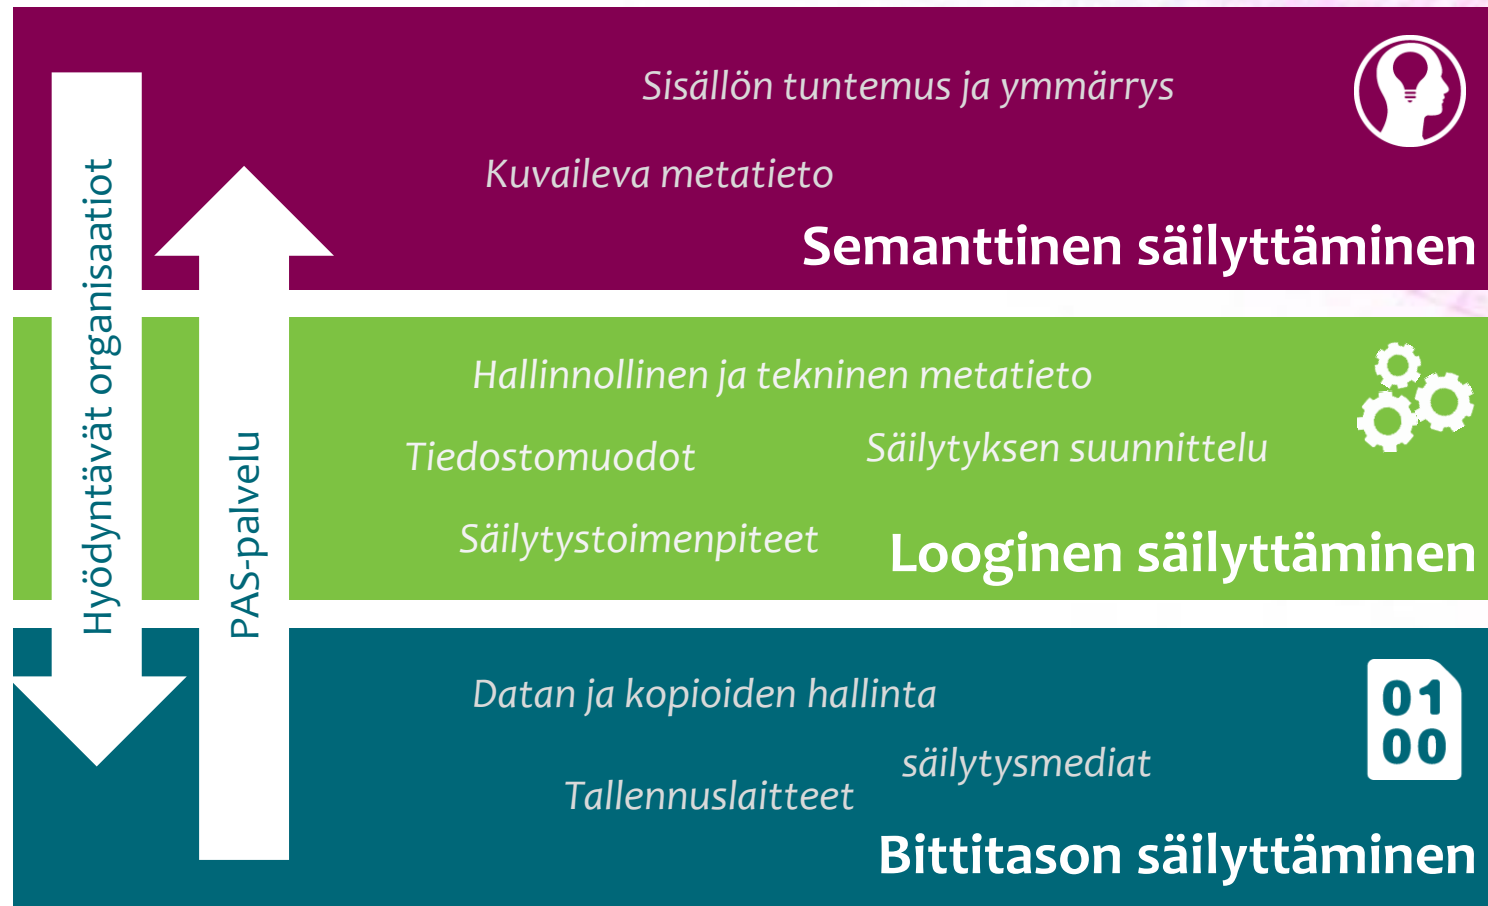 Sisällön tuntemus ja ymmärrys
Kuvaileva metatieto
Semanttinen säilyttäminen
Hyödyntävät organisaatiot
PAS-palvelu
Hallinnollinen ja tekninen metatieto
Tiedostomuodot
Säilytyksen suunnittelu
Säilytystoimenpiteet
Looginen säilyttäminen
Datan ja kopioiden hallinta
säilytysmediat
Tallennuslaitteet
Bittitason säilyttäminen
01
00